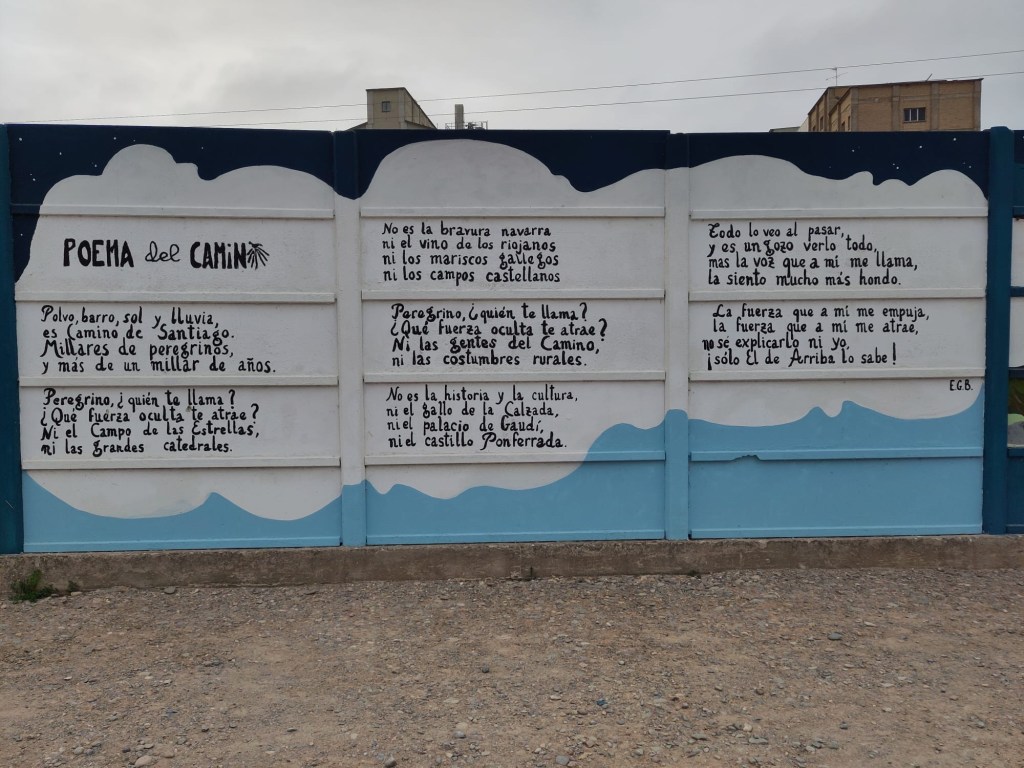 POEMA del CAMINO
Polvo, barro, sol y lluvia,
es Camino de Santiago.
Millares de peregrinos,
y más de un millar de años.
Peregrino, ¿quién te llama?
¿Qué fuerza oculta te atrae?
Ni el Campo de las Estrellas,
ni las grandes catedrales.
No es la bravura navarra
ni el vino de los riojanos
ni los mariscos gallegos
ni los campos castellanos
Peregrino, ¿quién te llama?
¿Qué fuerza oculta te atrae?
Ni las gentes del Camino,
ni las costumbres rurales.
No es la historia y la cultura,
ni el gallo de la Calzada,
ni el palacio de Gaudí,
ni el castillo Ponferrada.
Todo lo veo al pasar,
y es un gozo verlo todo,
mas la voz que a mí me llama,
la siento mucho más hondo.
La fuerza que a mí me empuja,
la fuerza que a mí me atrae,
no sé explicarlo ni yo,
¡sólo El de Arriba lo sabe!
E.G.B.